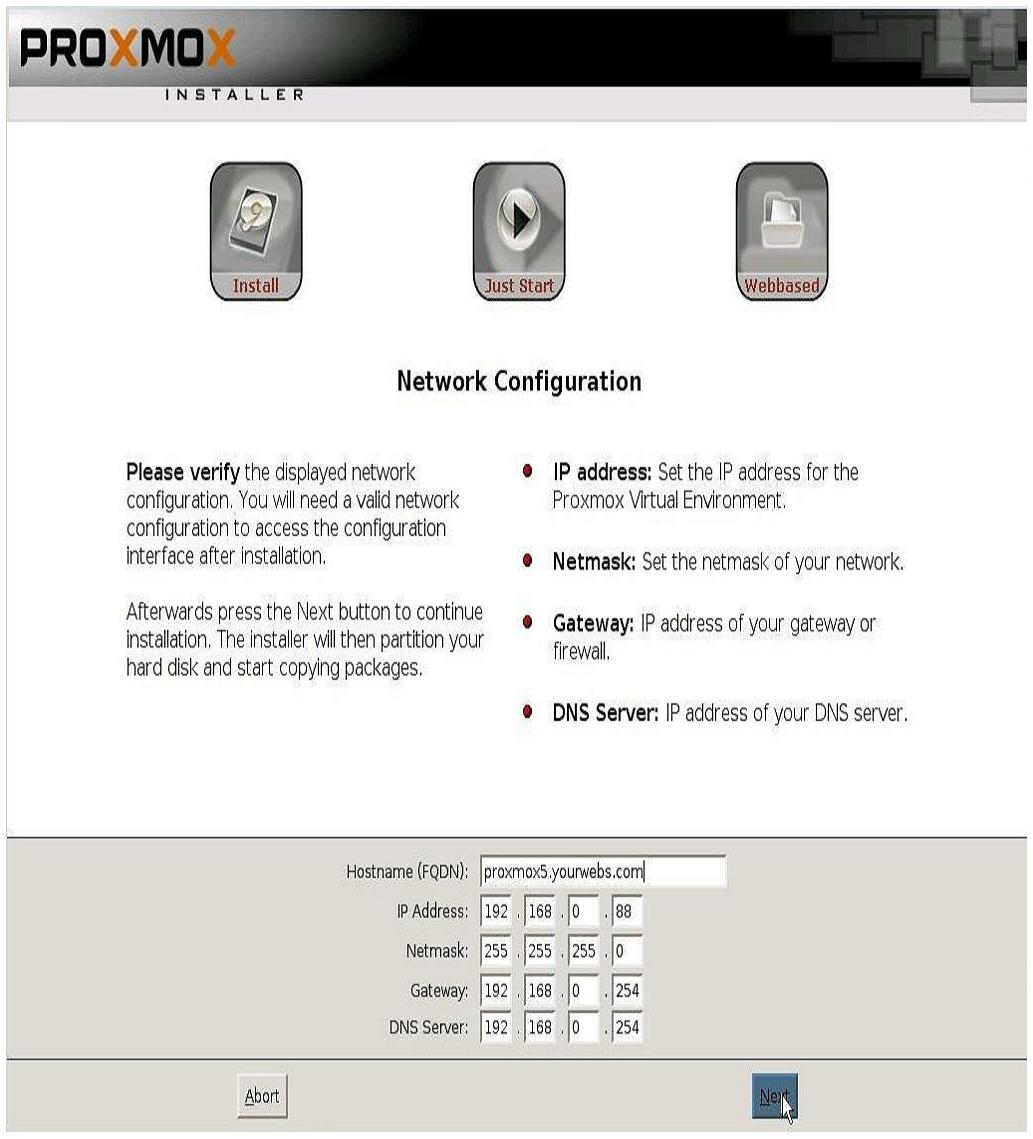 PROXMOX
INSTALLER
Install
Just Start
Webbased
Network Configuration
Please verify the displayed network
configuration. You will need a valid network
configuration to access the configuration
interface after installation.
Afterwards press the Next button to continue
installation. The installer will then partition your
hard disk and start copying packages.
IP address: Set the IP address for the
Proxmox Virtual Environment.
Netmask: Set the netmask of your network.
Gateway: IP address of your gateway or
firewall.
DNS Server: IP address of your DNS server.
Hostname (FQDN): proxmox5.yourwebs.com
IP Address: 192 . 168 . 0 . 88
Netmask: 255 . 255 . 255 . 0
Gateway: 192 . 168 . 0 . 254
DNS Server: 192 . 168 . 0 . 254
Abort
Next